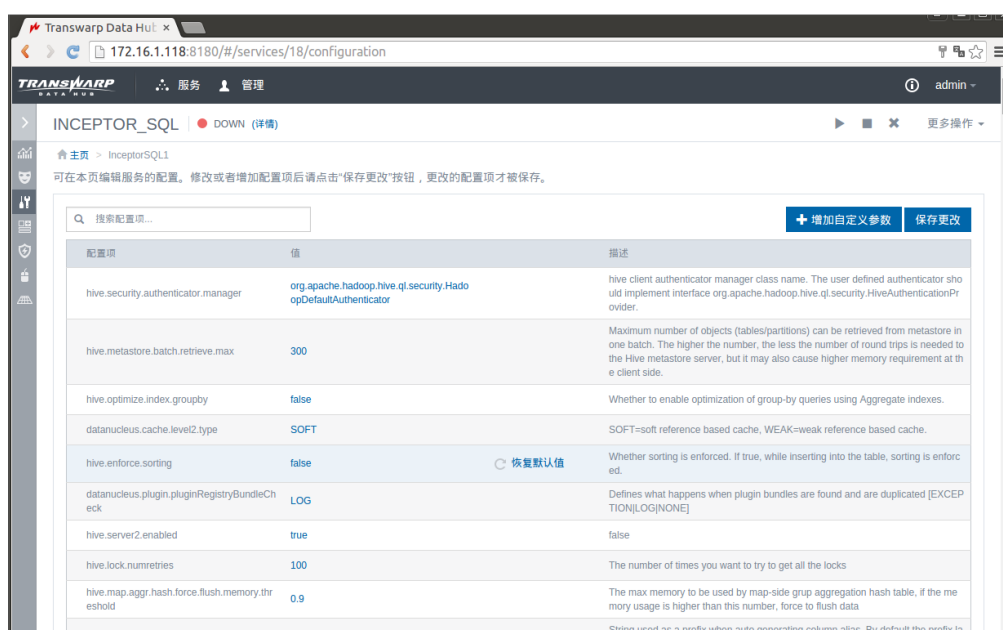 Transwarp Data Hub ×
172.16.1.118:8180/#/services/18/configuration
TRANSWARP
DATA HUB
服务
管理
admin
INCEPTOR_SQL
DOWN (详情)
更多操作
主页 > InceptorSQL1
可在本页编辑服务的配置。修改或者增加配置项后请点击“保存更改”按钮，更改的配置项才被保存。
搜索配置项...
增加自定义参数
保存更改
配置项 值 描述
hive.security.authenticator.manager
org.apache.hadoop.hive.ql.security.Hado
opDefaultAuthenticator
hive client authenticator manager class name. The user defined authenticator sho
uld implement interface org.apache.hadoop.hive.ql.security.HiveAuthenticationPr
ovider.
hive.metastore.batch.retrieve.max
300
Maximum number of objects (tables/partitions) can be retrieved from metastore in
one batch. The higher the number, the less the number of round trips is needed to
the Hive metastore server, but it may also cause higher memory requirement at th
e client side.
hive.optimize.index.groupby
false
Whether to enable optimization of group-by queries using Aggregate indexes.
datanucleus.cache.level2.type
SOFT
SOFT=soft reference based cache, WEAK=weak reference based cache.
hive.enforce.sorting
false
恢复默认值
Whether sorting is enforced. If true, while inserting into the table, sorting is enforc
ed.
datanucleus.plugin.pluginRegistryBundleCh
eck
LOG
Defines what happens when plugin bundles are found and are duplicated [EXCEP
TION|LOG|NONE]
hive.server2.enabled
true
false
hive.lock.numretries
100
The number of times you want to try to get all the locks
hive.map.aggr.hash.force.flush.memory.thr
eshold
0.9
The max memory to be used by map-side grup aggregation hash table, if the me
mory usage is higher than this number, force to flush data
String used as a prefix when auto generating column alias. By default the prefix la